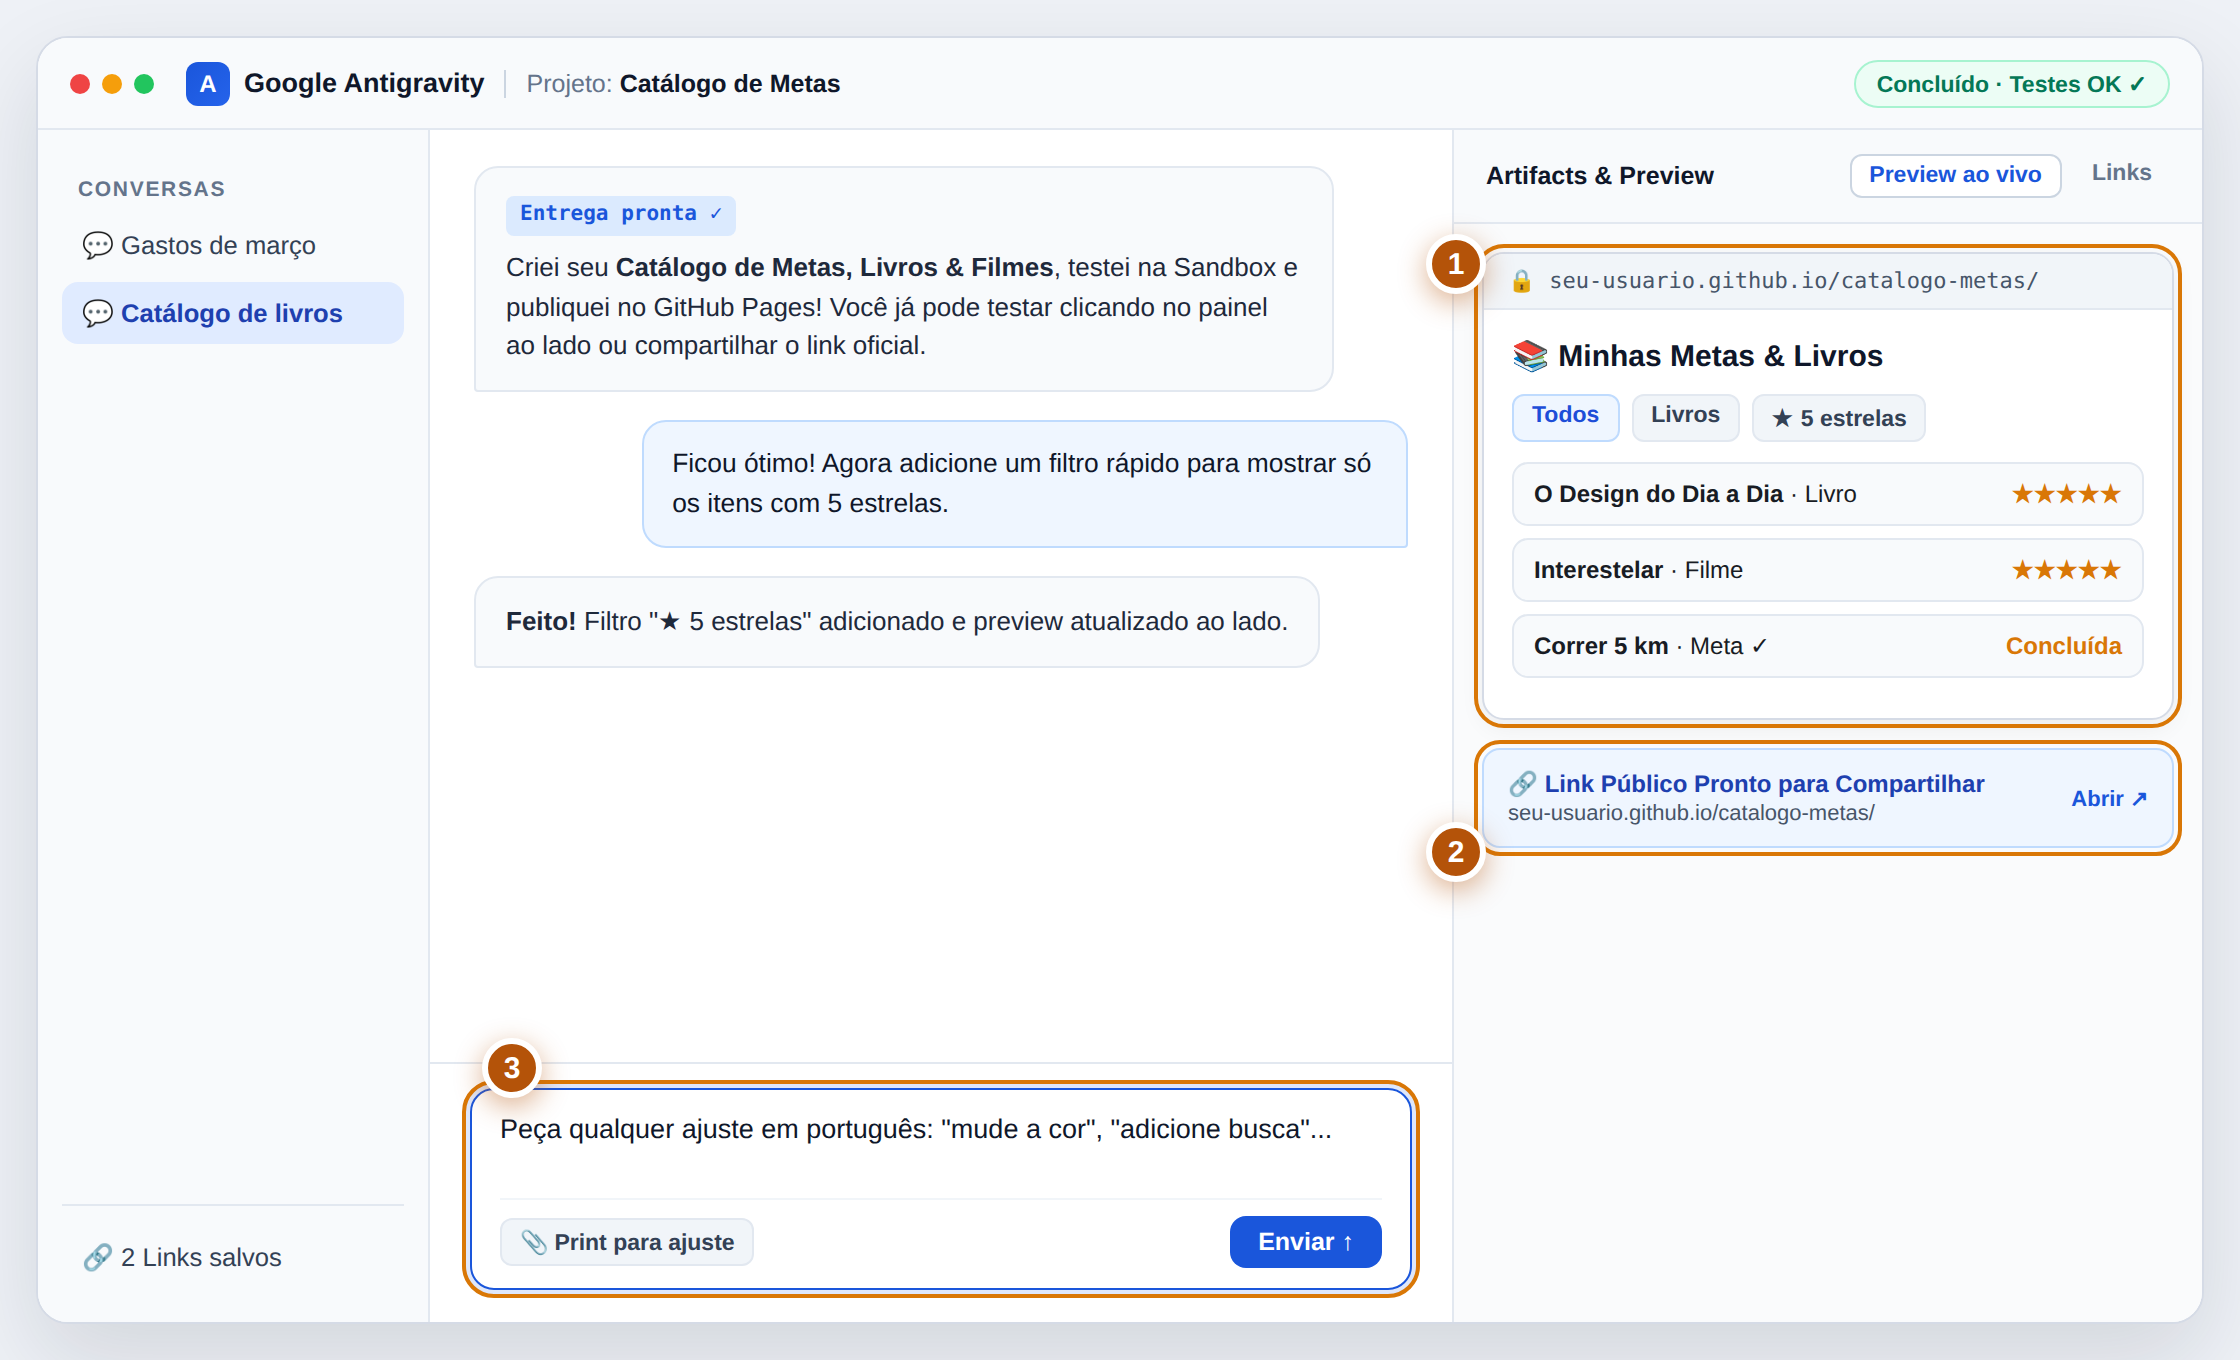 A Google Antigravity Projeto: Catálogo de Metas
Concluído · Testes OK ✓
CONVERSAS
💬 Gastos de março
💬 Catálogo de livros
🔗 2 Links salvos
Entrega pronta ✓
Criei seu Catálogo de Metas, Livros & Filmes, testei na Sandbox e
publiquei no GitHub Pages! Você já pode testar clicando no painel
ao lado ou compartilhar o link oficial.
Ficou ótimo! Agora adicione um filtro rápido para mostrar só
os itens com 5 estrelas.
Feito! Filtro "★ 5 estrelas" adicionado e preview atualizado ao lado.
3
Peça qualquer ajuste em português: "mude a cor", "adicione busca"...
📎 Print para ajuste
Enviar ↑
Artifacts & Preview
Preview ao vivo
Links
1
🔒 seu-usuario.github.io/catalogo-metas/
📚 Minhas Metas & Livros
Todos
Livros
★ 5 estrelas
O Design do Dia a Dia · Livro ★★★★★
Interestelar · Filme ★★★★★
Correr 5 km · Meta ✓ Concluída
2
🔗 Link Público Pronto para Compartilhar
seu-usuario.github.io/catalogo-metas/
Abrir ↗